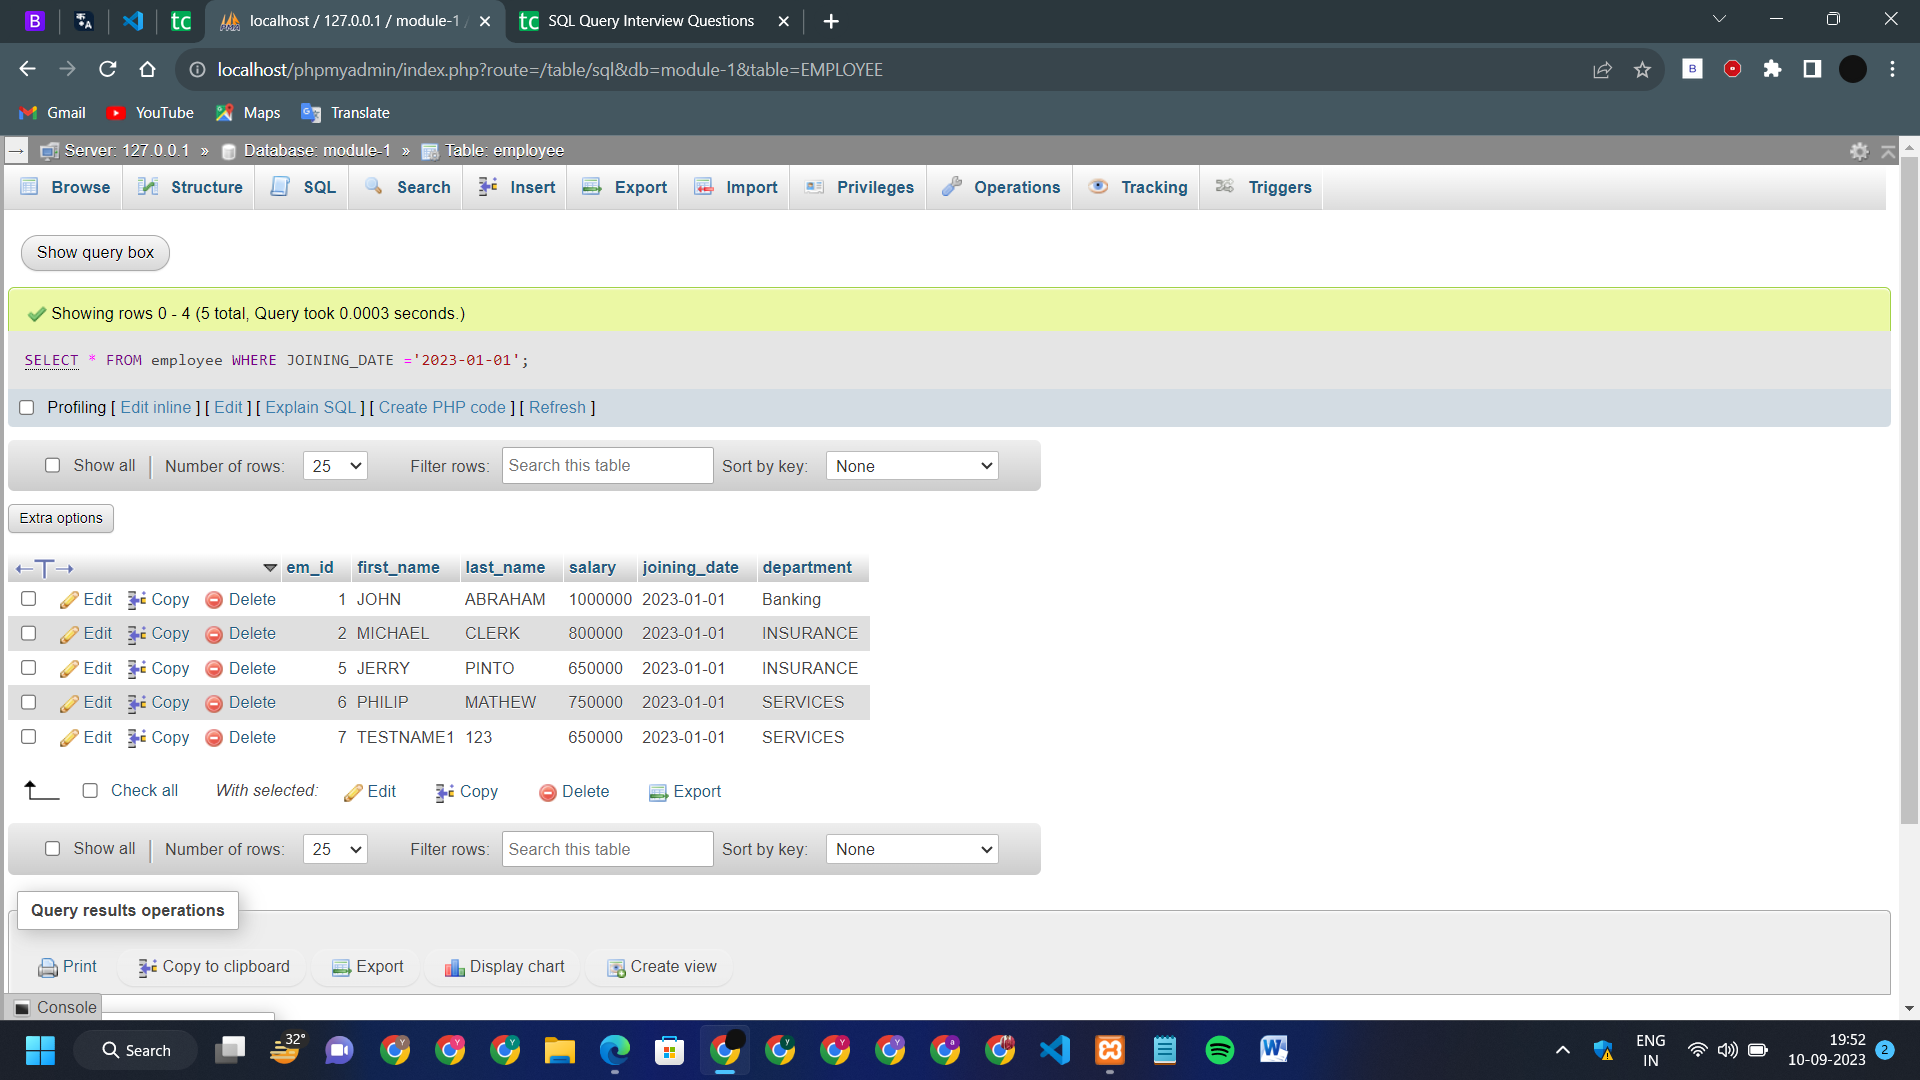 localhost / 127.0.0.1 / module-1 /
SQL Query Interview Questions
localhost/phpmyadmin/index.php?route=/table/sql&db=module-1&table=EMPLOYEE
Gmail YouTube Maps Translate
Server: 127.0.0.1 » Database: module-1 » Table: employee
Browse Structure SQL Search Insert Export Import Privileges Operations Tracking Triggers
Show query box
Showing rows 0 - 4 (5 total, Query took 0.0003 seconds.)
SELECT * FROM employee WHERE JOINING_DATE ='2023-01-01';
Profiling [ Edit inline ] [ Edit ] [ Explain SQL ] [ Create PHP code ] [ Refresh ]
Show all | Number of rows: 25 Filter rows: Search this table Sort by key: None
Extra options
←T→ em_id first_name last_name salary joining_date department
Edit Copy Delete 1 JOHN ABRAHAM 1000000 2023-01-01 Banking
Edit Copy Delete 2 MICHAEL CLERK 800000 2023-01-01 INSURANCE
Edit Copy Delete 5 JERRY PINTO 650000 2023-01-01 INSURANCE
Edit Copy Delete 6 PHILIP MATHEW 750000 2023-01-01 SERVICES
Edit Copy Delete 7 TESTNAME1 123 650000 2023-01-01 SERVICES
Check all With selected: Edit Copy Delete Export
Show all | Number of rows: 25 Filter rows: Search this table Sort by key: None
Query results operations
Print Copy to clipboard Export Display chart Create view
Console
Search 32° ENG IN 19:52 10-09-2023 2